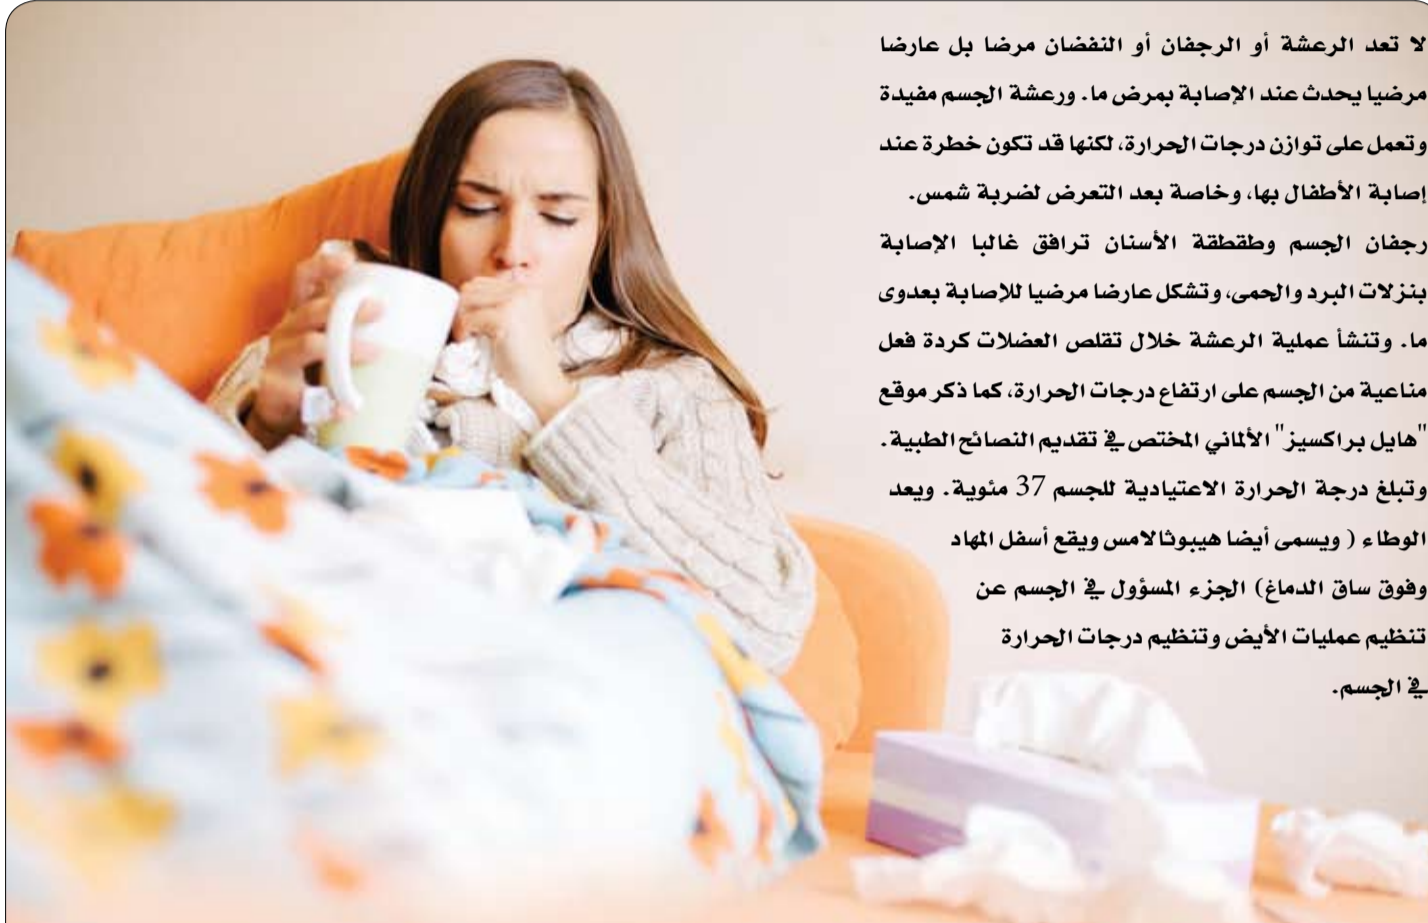 لا تعد الرعشة أو الرجفان أو النفضان مرضا بل عارضا
مرضيا يحدث عند الإصابة بمرض ما. ورعشة الجسم مفيدة
وتعمل على توازن درجات الحرارة، لكنها قد تكون خطرة عند
إصابة الأطفال بها، وخاصة بعد التعرض لضربة شمس.
رجفان الجسم وطقطقة الأسنان ترافق غالبا الإصابة
بنزلات البرد والحمى، وتشكل عارضا مرضيا للإصابة بعدوى
ما. وتنشأ عملية الرعشة خلال تقلص العضلات كردة فعل
مناعية من الجسم على ارتفاع درجات الحرارة، كما ذكر موقع
"هايل براكسيز" الألماني المختص في تقديم النصائح الطبية.
وتبلغ درجة الحرارة الاعتيادية للجسم 37 مئوية. ويعد
الوطاء ( ويسمى أيضا هيبوثالامس ويقع أسفل المهاد
وفوق ساق الدماغ) الجزء المسؤول في الجسم عن
تنظيم عمليات الأيض وتنظيم درجات الحرارة
في الجسم.